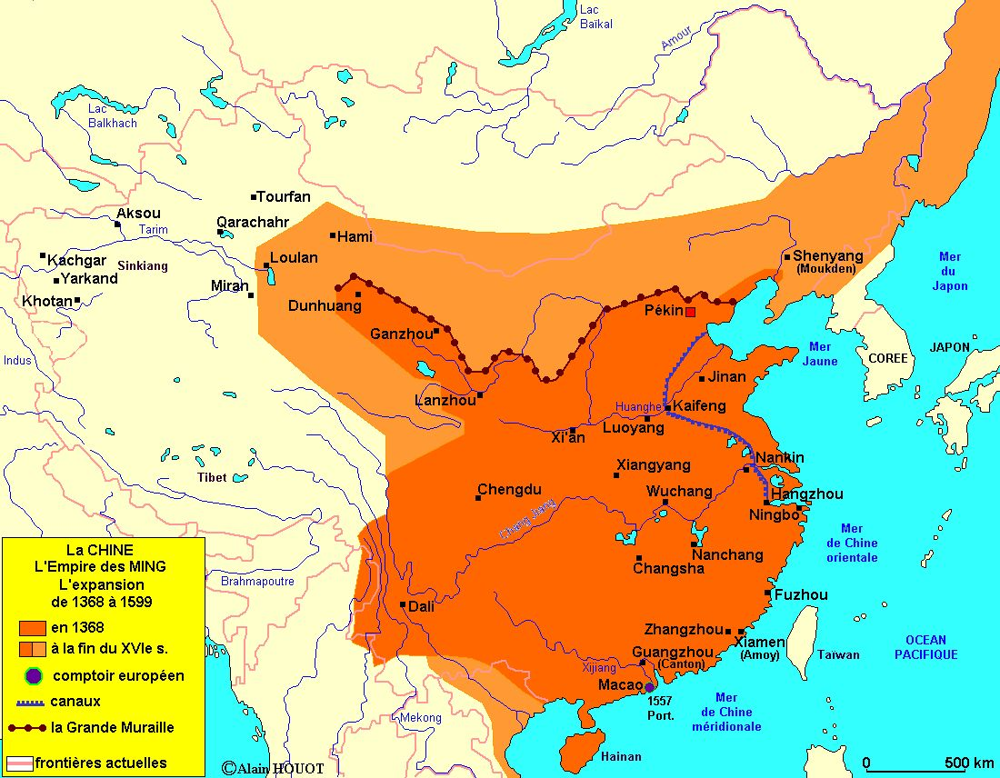 Lac
Baïkal
Amour
Lac
Balkhach
Tourfan
Aksou
Qarachahr
Tarim
Hami
Kachgar
Sinkiang
Loulan
Yarkand
Miran
Khotan
Dunhuang
Ganzhou
Shenyang
(Moukden)
Mer
du
Japon
Pékin
Indus
Mer
Jaune
COREE
JAPON
Jinan
Lanzhou
Huanghe
Kaifeng
Luoyang
Xi'an
Nankin
Xiangyang
Tibet
Chengdu
Wuchang
Hangzhou
Ningbo
Chang Jiang
Mer
de Chine
orientale
Nanchang
Changsha
Brahmapoutre
Dali
Fuzhou
Zhangzhou
Xiamen
(Amoy)
Taïwan
OCEAN
PACIFIQUE
Guangzhou
(Canton)
Xijiang
Macao
1557
Port.
Mer
de Chine
méridionale
Mekong
Hainan
La CHINE
L'Empire des MING
L'expansion
de 1368 à 1599
en 1368
à la fin du XVIe s.
comptoir européen
canaux
la Grande Muraille
frontières actuelles
©Alain HOUOT
0 500 km